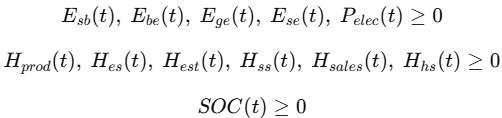 E_{sb}(t), E_{be}(t), E_{ge}(t), E_{se}(t), P_{elec}(t) ≥ 0
H_{prod}(t), H_{es}(t), H_{est}(t), H_{ss}(t), H_{sales}(t), H_{hs}(t) ≥ 0
SOC(t) ≥ 0